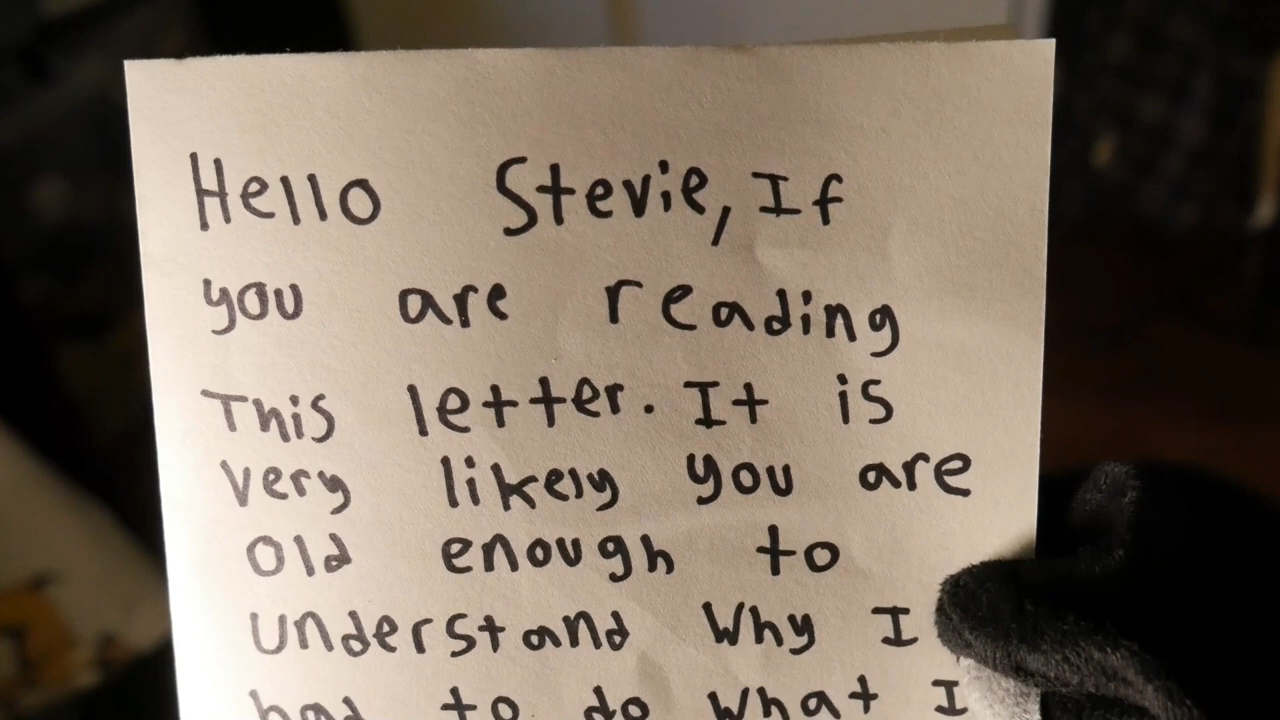 Hello Stevie, If
you are reading
This letter. It is
very likely you are
old enough to
understand Why I
had to do what I